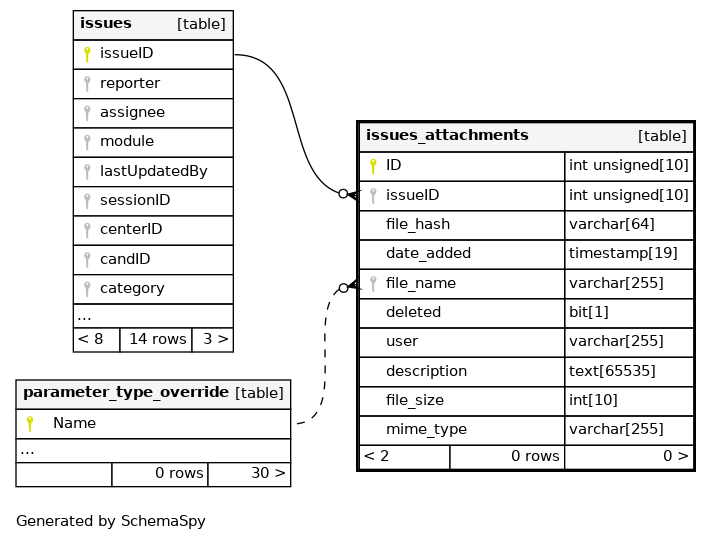 issues [table]
issueID
reporter
assignee
module
lastUpdatedBy
sessionID
centerID
candID
category
...
< 8 14 rows 3 >
issues_attachments [table]
ID int unsigned[10]
issueID int unsigned[10]
file_hash varchar[64]
date_added timestamp[19]
file_name varchar[255]
deleted bit[1]
user varchar[255]
description text[65535]
file_size int[10]
mime_type varchar[255]
< 2 0 rows 0 >
parameter_type_override [table]
Name
...
0 rows 30 >
Generated by SchemaSpy